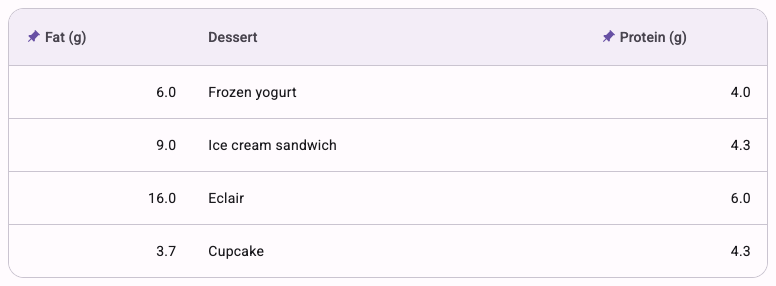 Fat (g) Dessert Protein (g)
6.0 Frozen yogurt 4.0
9.0 Ice cream sandwich 4.3
16.0 Eclair 6.0
3.7 Cupcake 4.3